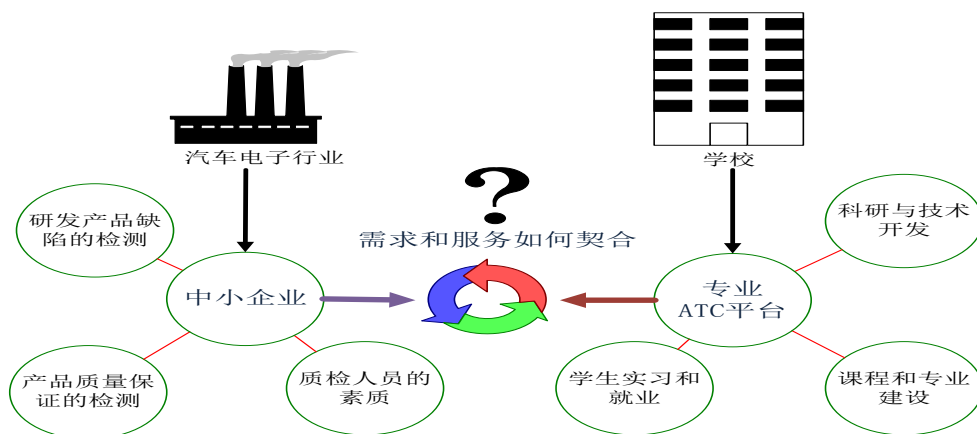 汽车电子行业
学校
?
需求和服务如何契合
研发产品缺
陷的检测
中小企业
产品质量保
证的检测
质检人员的
素质
科研与技术
开发
专业
ATC平台
学生实习和
就业
课程和专业
建设